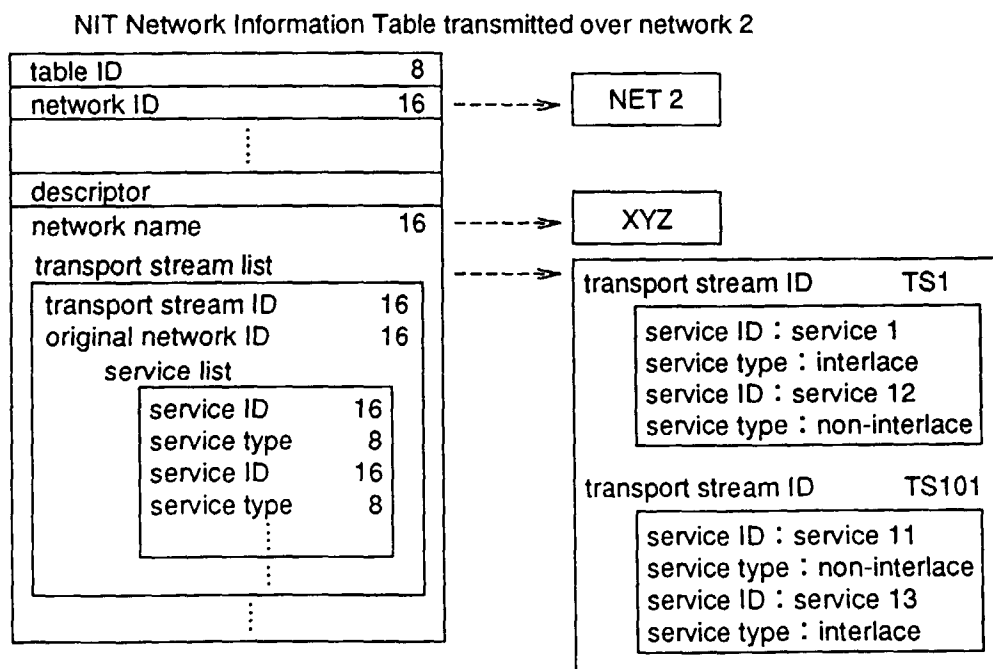 NIT Network Information Table transmitted over network 2
table ID 8
network ID 16
NET 2
descriptor
network name 16
XYZ
transport stream list
transport stream ID 16
original network ID 16
service list
service ID 16
service type 8
service ID 16
service type 8
transport stream ID TS1
service ID : service 1
service type : interlace
service ID : service 12
service type : non-interlace
transport stream ID TS101
service ID : service 11
service type : non-interlace
service ID : service 13
service type : interlace